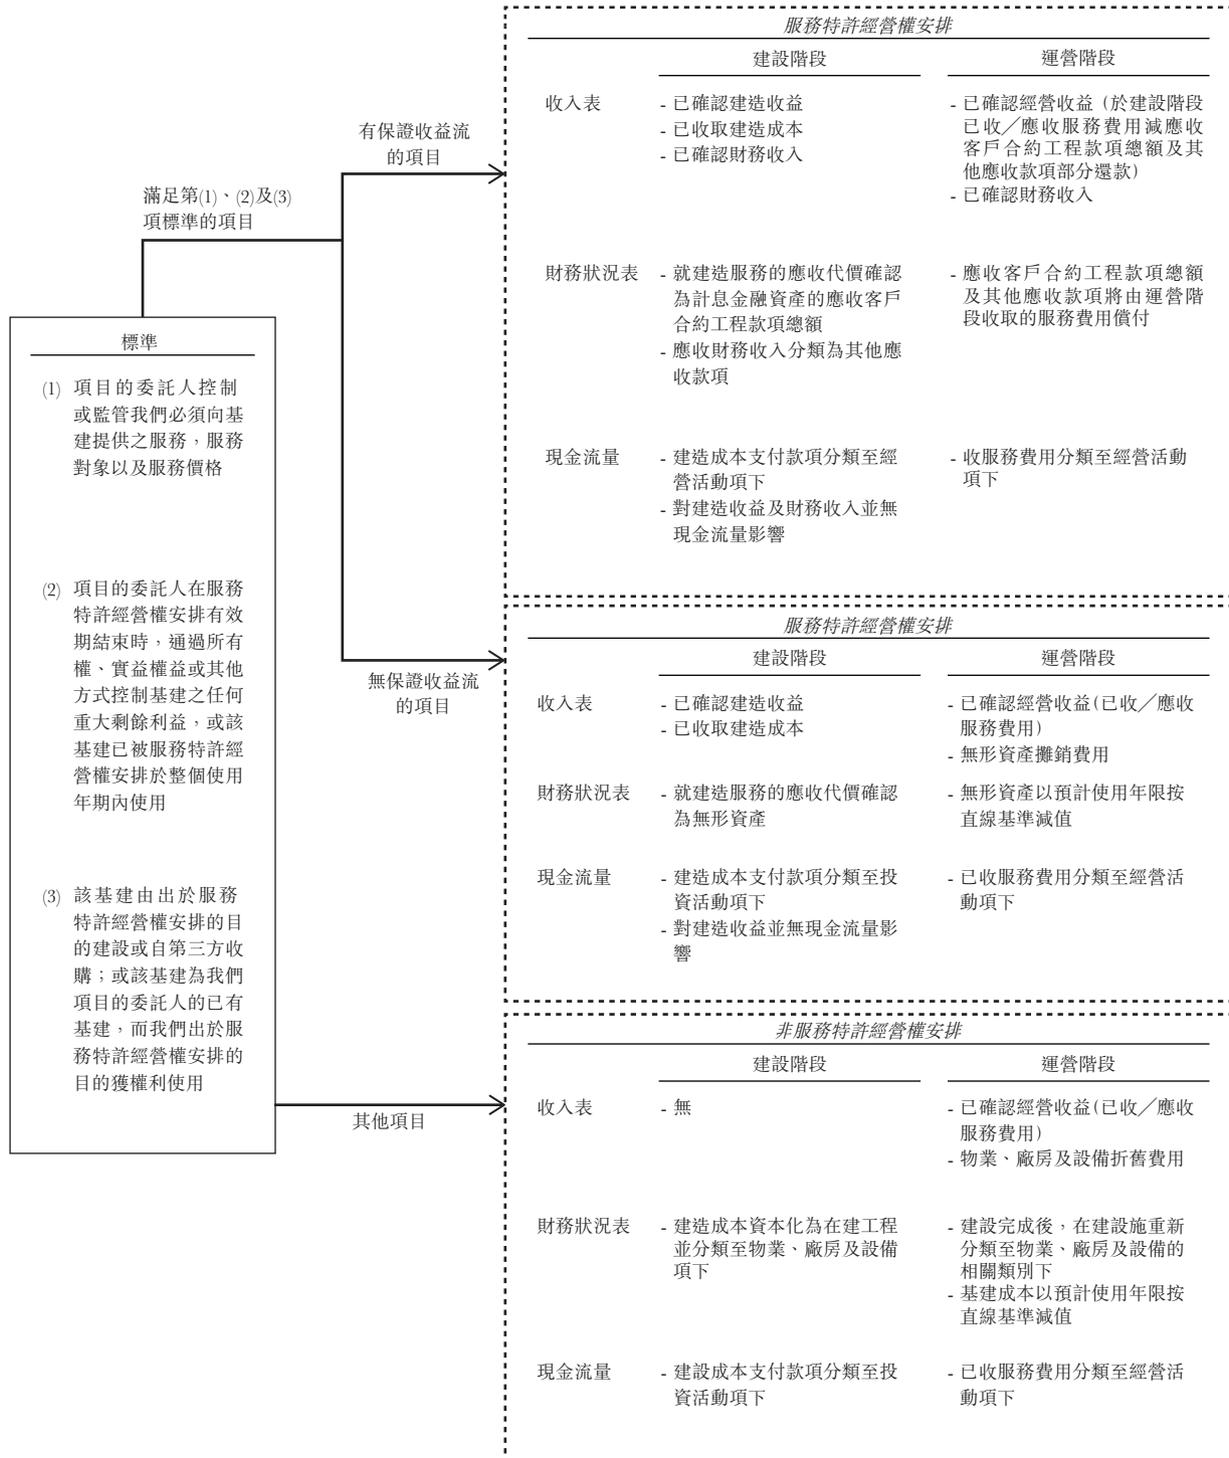 標準
(1) 項目的委託人控制
或監管我們必須向基
建提供之服務，服務
對象以及服務價格
(2) 項目的委託人在服務
特許經營權安排有效
期結束時，通過所有
權、實益權益或其他
方式控制基建之任何
重大剩餘利益，或該
基建已被服務特許經
營權安排於整個使用
年期內使用
(3) 該基建由出於服務
特許經營權安排的目
的建設或自第三方收
購；或該基建為我們
項目的委託人的已有
基建，而我們出於服
務特許經營權安排的
目的獲權利使用
滿足第(1)、(2)及(3)
項標準的項目
有保證收益流
的項目
服務特許經營權安排
建設階段
運營階段
收入表
- 已確認建造收益
- 已收取建造成本
- 已確認財務收入
- 已確認經營收益（於建設階段
已收／應收服務費用減應收
客戶合約工程款項總額及其
他應收款項部分還款）
- 已確認財務收入
財務狀況表
- 就建造服務的應收代價確認
為計息金融資產的應收客戶
合約工程款項總額
- 應收財務收入分類為其他應
收款項
- 應收客戶合約工程款項總額
及其他應收款項將由運營階
段收取的服務費用償付
現金流量
- 建造成本支付款項分類至經
營活動項下
- 對建造收益及財務收入並無
現金流量影響
- 收服務費用分類至經營活動
項下
無保證收益流
的項目
服務特許經營權安排
建設階段
運營階段
收入表
- 已確認建造收益
- 已收取建造成本
- 已確認經營收益(已收／應收
服務費用)
- 無形資產攤銷費用
財務狀況表
- 就建造服務的應收代價確認
為無形資產
- 無形資產以預計使用年限按
直線基準減值
現金流量
- 建造成本支付款項分類至投
資活動項下
- 對建造收益並無現金流量影
響
- 已收服務費用分類至經營活
動項下
其他項目
非服務特許經營權安排
建設階段
運營階段
收入表
- 無
- 已確認經營收益(已收／應收
服務費用)
- 物業、廠房及設備折舊費用
財務狀況表
- 建造成本資本化為在建工程
並分類至物業、廠房及設備
項下
- 建設完成後，在建設施重新
分類至物業、廠房及設備的
相關類別下
- 基建成本以預計使用年限按
直線基準減值
現金流量
- 建設成本支付款項分類至投
資活動項下
- 已收服務費用分類至經營活
動項下